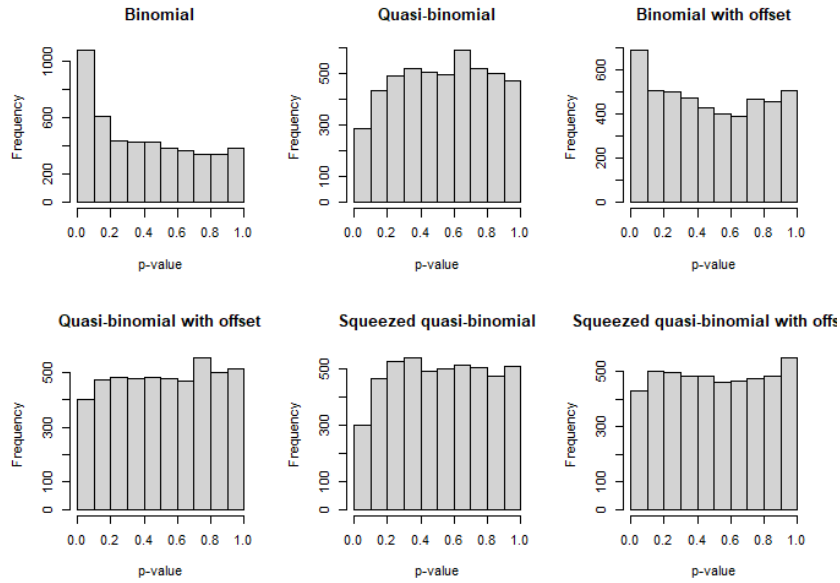 Binomial
Frequency
0 200 600 1000
0.0 0.2 0.4 0.6 0.8 1.0
p-value
Quasi-binomial
Frequency
0 100 300 500
0.0 0.2 0.4 0.6 0.8 1.0
p-value
Binomial with offset
Frequency
0 200 400 600
0.0 0.2 0.4 0.6 0.8 1.0
p-value
Quasi-binomial with offset
Frequency
0 100 300 500
0.0 0.2 0.4 0.6 0.8 1.0
p-value
Squeezed quasi-binomial
Frequency
0 100 300 500
0.0 0.2 0.4 0.6 0.8 1.0
p-value
Squeezed quasi-binomial with offs
Frequency
0 100 300 500
0.0 0.2 0.4 0.6 0.8 1.0
p-value